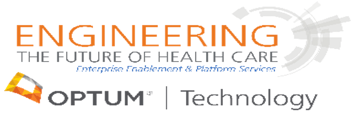 ENGINEERING
THE FUTURE OF HEALTH CARE
Enterprise Enablement & Platform Services
OPTUM® | Technology